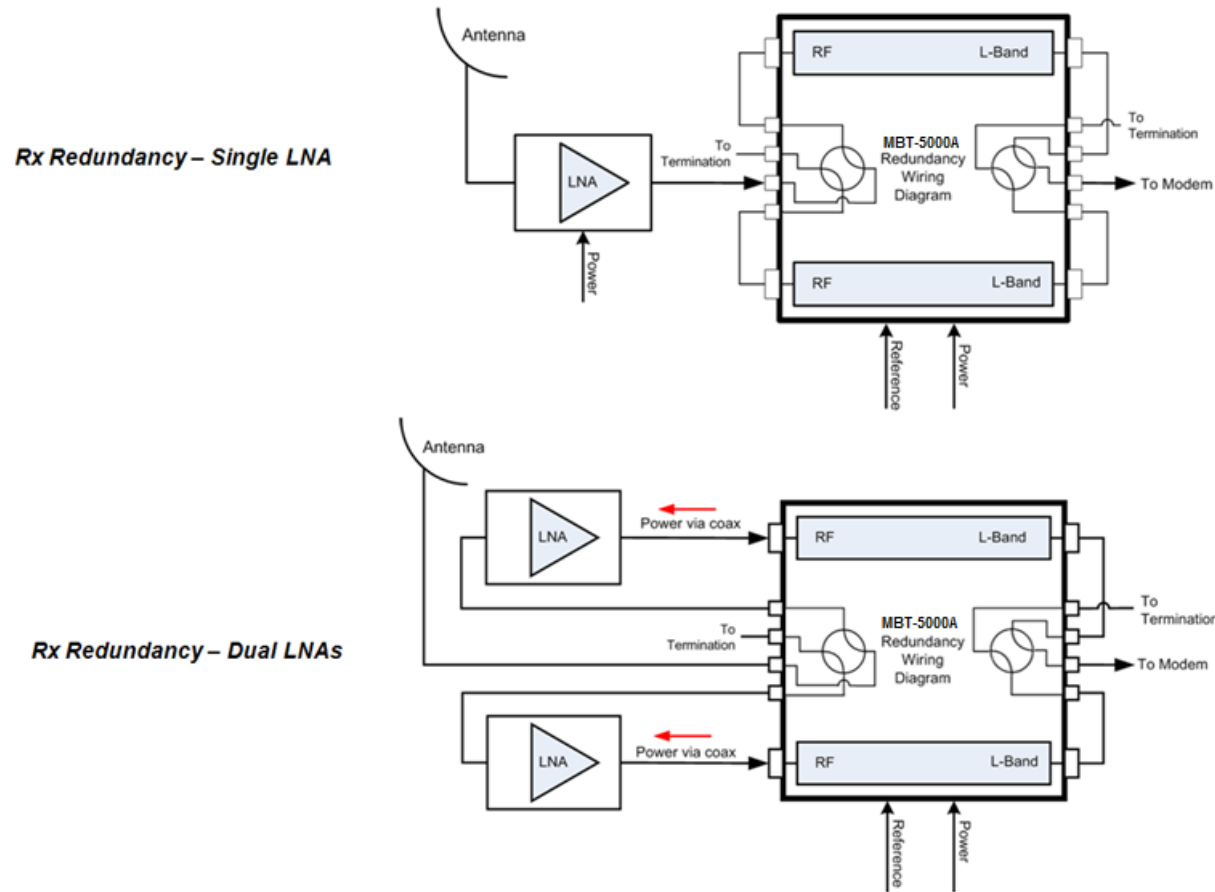 Antenna
RF
L-Band
Rx Redundancy – Single LNA
LNA
To
Termination
MBT-5000A
Redundancy
Wiring
Diagram
To
Termination
To Modem
Power
RF
L-Band
Reference
Power
Antenna
LNA
Power via coax
RF
L-Band
Rx Redundancy – Dual LNAs
To
Termination
MBT-5000A
Redundancy
Wiring
Diagram
To
Termination
To Modem
LNA
Power via coax
RF
L-Band
Reference
Power